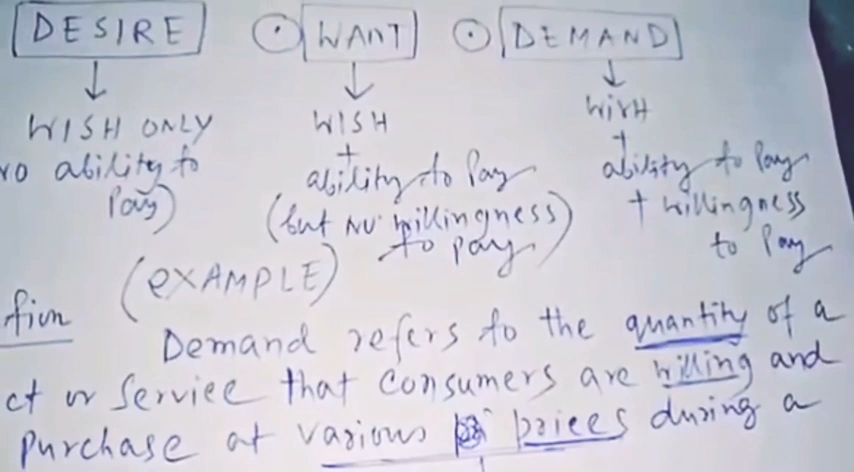 DESIRE WANT DEMAND
WISH ONLY WISH WISH
ability to + +
Pay) ability to Pay ability to Pay
(but NO willingness + willingness
to pay) to Pay
(EXAMPLE)
Demand refers to the quantity of a
ct or Service that consumers are willing and
purchase at various prices during a